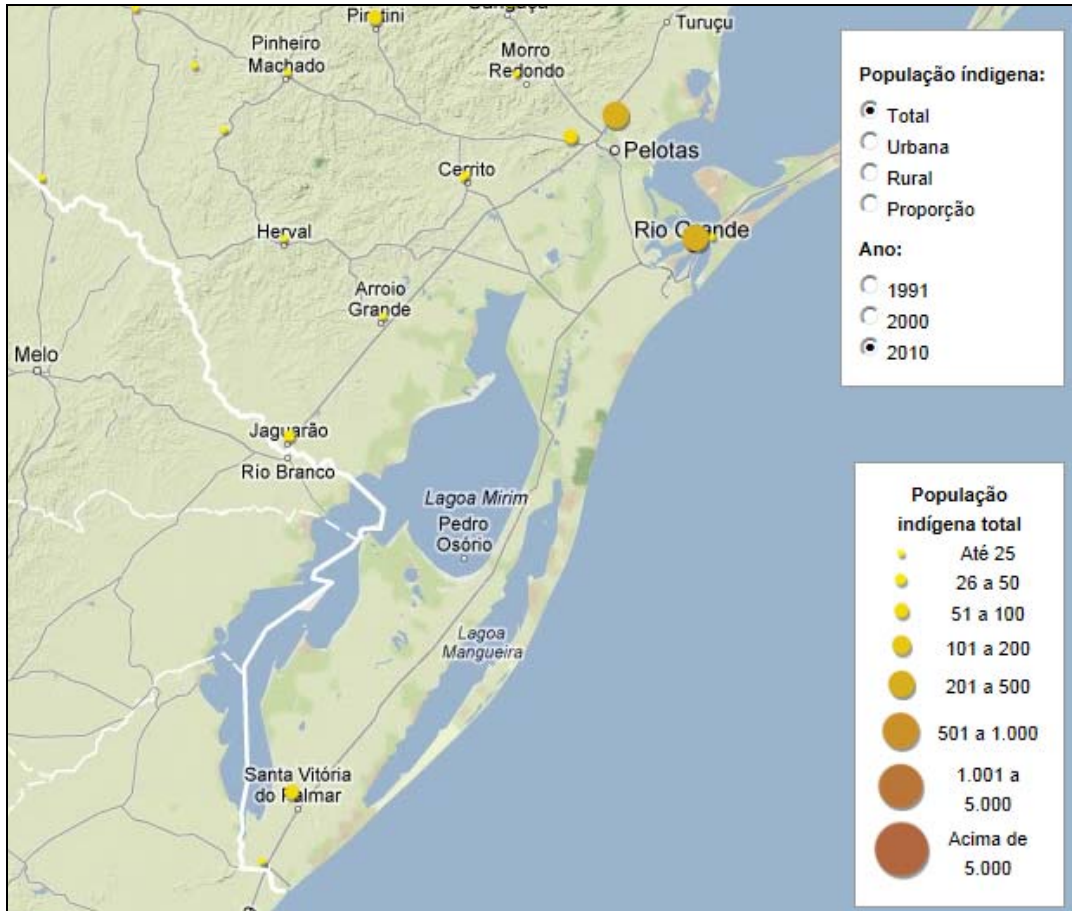 Piratini
Turuçu
Pinheiro
Machado
Morro
Redondo
Pelotas
Cerrito
Rio Grande
Herval
Arroio
Grande
Melo
Jaguarão
Río Branco
Lagoa Mirim
Pedro
Osório
Lagoa
Mangueira
Santa Vitória
do Palmar
População índigena:
Total
Urbana
Rural
Proporção
Ano:
1991
2000
2010
População
indígena total
Até 25
26 a 50
51 a 100
101 a 200
201 a 500
501 a 1.000
1.001 a
5.000
Acima de
5.000